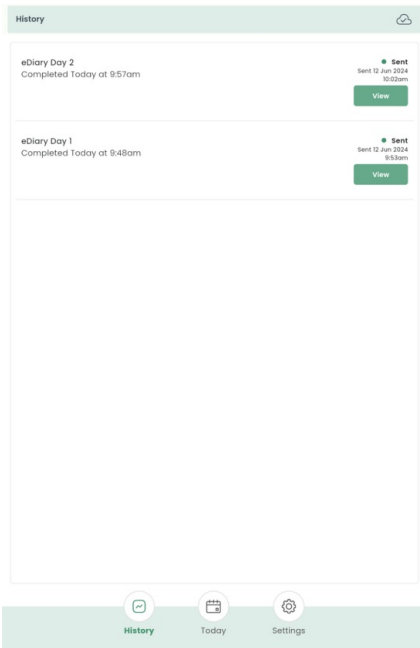 History
eDiary Day 2
Completed Today at 9:57am
Sent
Sent 12 Jun 2024
10:02am
View
eDiary Day 1
Completed Today at 9:48am
Sent
Sent 12 Jun 2024
9:53am
View
History
Today
Settings